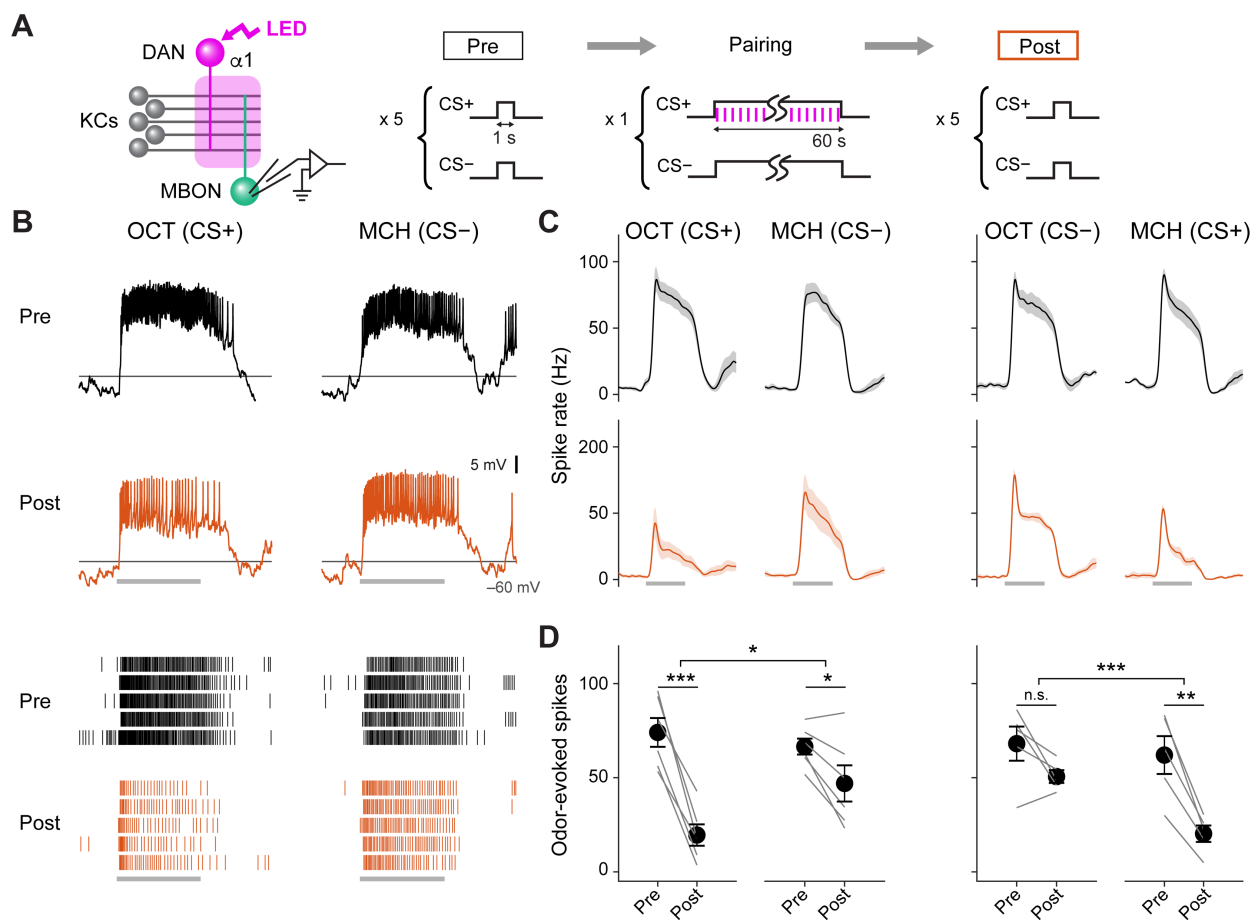 A
LED
DAN
α1
KCs
MBON
Pre
Pairing
Post
x 5
CS+
1 s
CS−
x 1
CS+
60 s
CS−
x 5
CS+
CS−
B
OCT (CS+)
MCH (CS−)
Pre
Post
5 mV
−60 mV
Pre
Post
C
OCT (CS+)
MCH (CS−)
OCT (CS−)
MCH (CS+)
Spike rate (Hz)
100
50
0
200
50
0
D
Odor-evoked spikes
100
50
0
*
***
*
***
n.s.
**
Pre
Post
Pre
Post
Pre
Post
Pre
Post